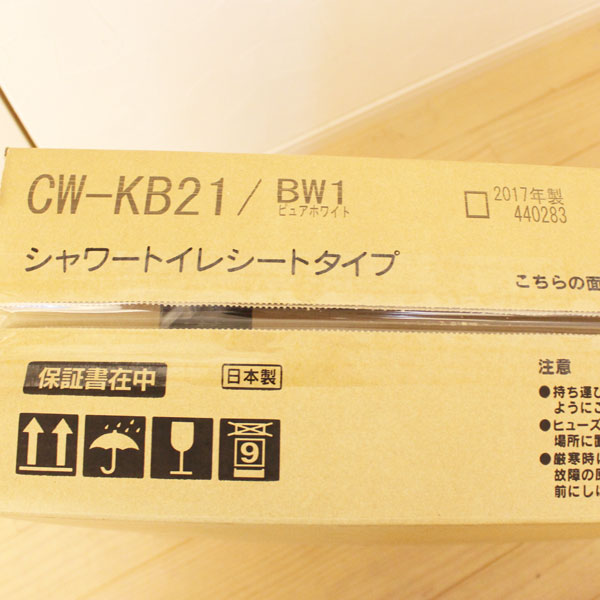 CW-KB21/BW1
ピュアホワイト
2017年製
440283
シャワートイレシートタイプ
こちらの面
保証書在中
日本製
9
注意
●持ち運び
ように
●ヒューズ
場所に
●厳寒時に
故障の原
前にし